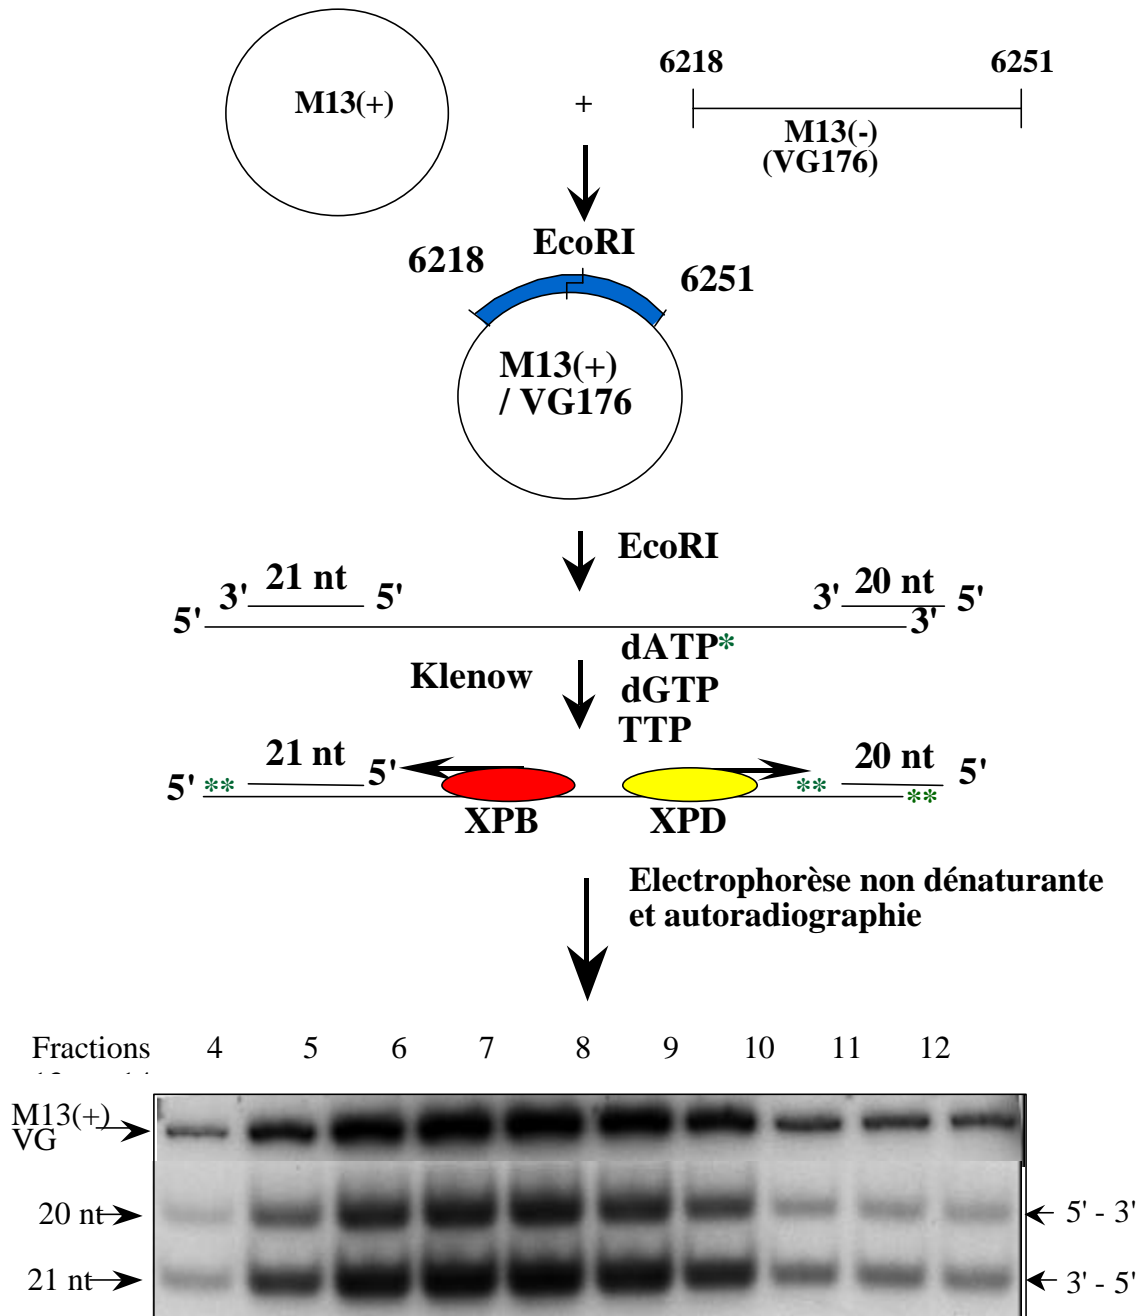 6218 6251
M13(+) + M13(-)
(VG176)
EcoRI
6218 6251
M13(+)
/ VG176
EcoRI
5' 3' 21 nt 5' 3' 20 nt 5'
3'
Klenow dATP*
dGTP
TTP
5' ** 21 nt 5' ** 20 nt 5'
**
XPB XPD
Electrophorèse non dénaturante
et autoradiographie
Fractions 4 5 6 7 8 9 10 11 12
M13(+)
VG
20 nt 5' - 3'
21 nt 3' - 5'